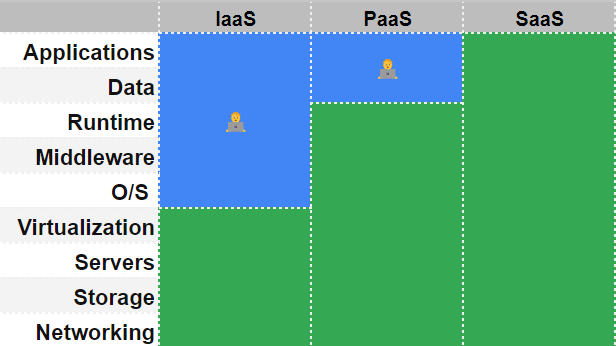 IaaS PaaS SaaS
Applications
Data
Runtime
Middleware
O/S
Virtualization
Servers
Storage
Networking